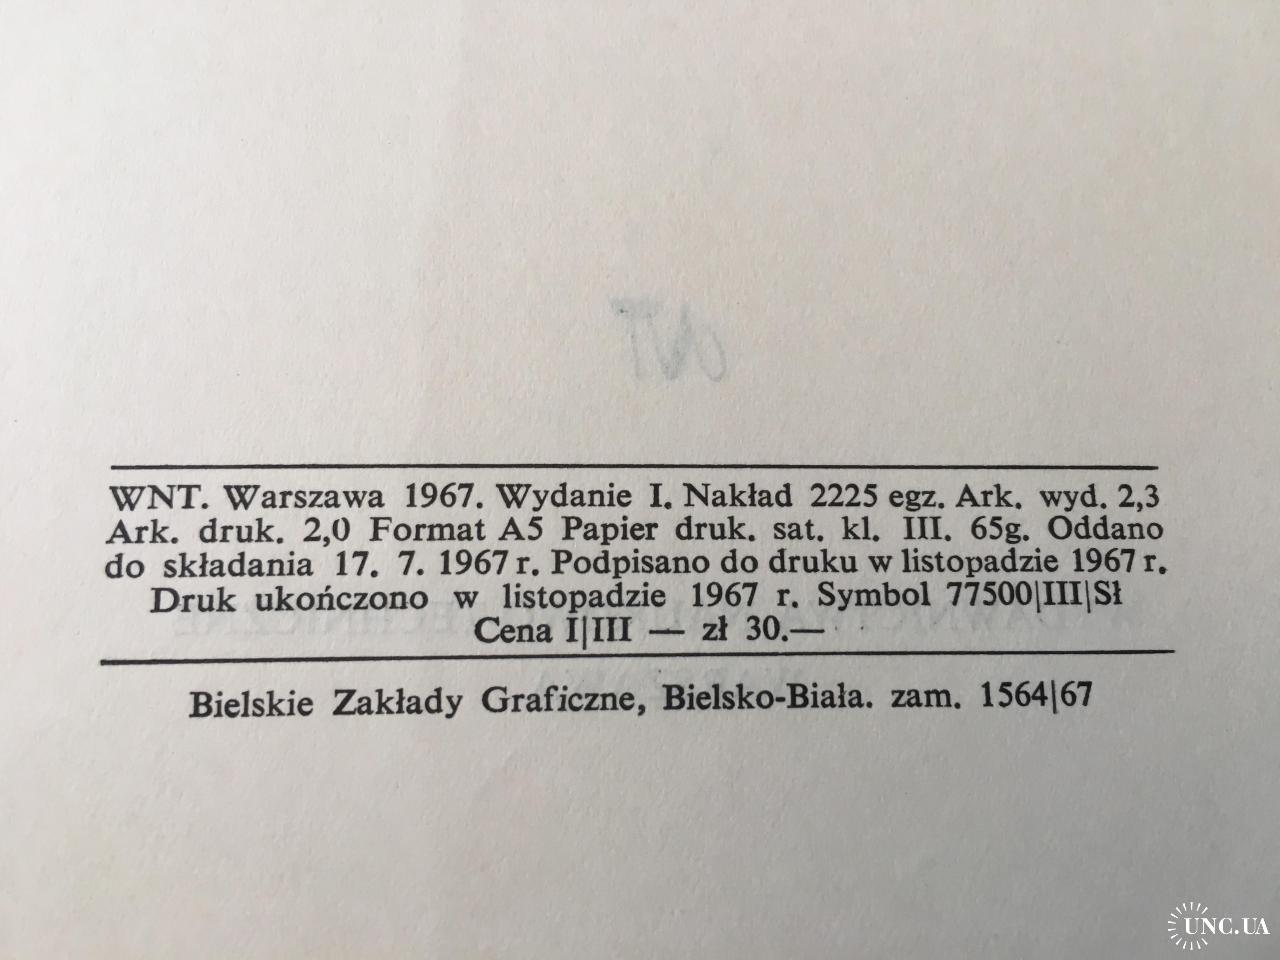 WNT. Warszawa 1967. Wydanie I. Nakład 2225 egz. Ark. wyd. 2,3
Ark. druk. 2,0 Format A5 Papier druk. sat. kl. III. 65g. Oddano
do składania 17. 7. 1967 r. Podpisano do druku w listopadzie 1967 r.
Druk ukończono w listopadzie 1967 r. Symbol 77500|III|Sł
Cena I|III — zł 30.—
Bielskie Zakłady Graficzne, Bielsko-Biała. zam. 1564|67
UNC.UA